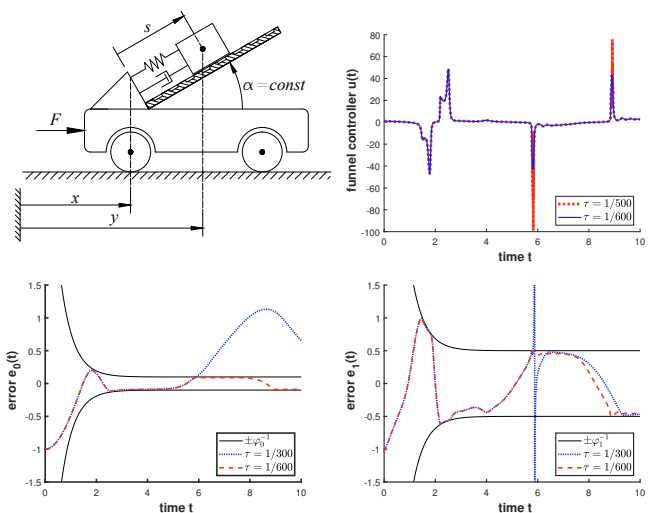 s
α = const
F
x
y
funnel controller u(t)
80
60
40
20
0
-20
-40
-60
-80
-100
0
2
4
6
8
10
time t
τ = 1/500
τ = 1/600
error e₀(t)
1.5
1
0.5
0
-0.5
-1
-1.5
0
2
4
6
8
10
time t
±φ₀⁻¹
τ = 1/300
τ = 1/600
error e₁(t)
1.5
1
0.5
0
-0.5
-1
-1.5
0
2
4
6
8
10
time t
±φ₁⁻¹
τ = 1/300
τ = 1/600